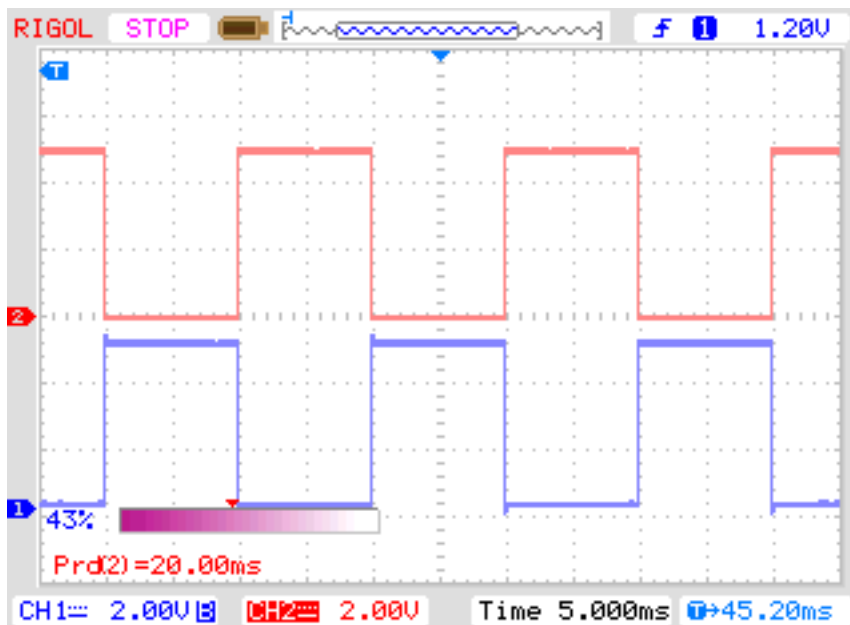 RIGOL STOP 1 1.20V
T
2
1
43%
Prd(2)=20.00ms
CH1 2.00V B CH2 2.00V Time 5.000ms T→45.20ms